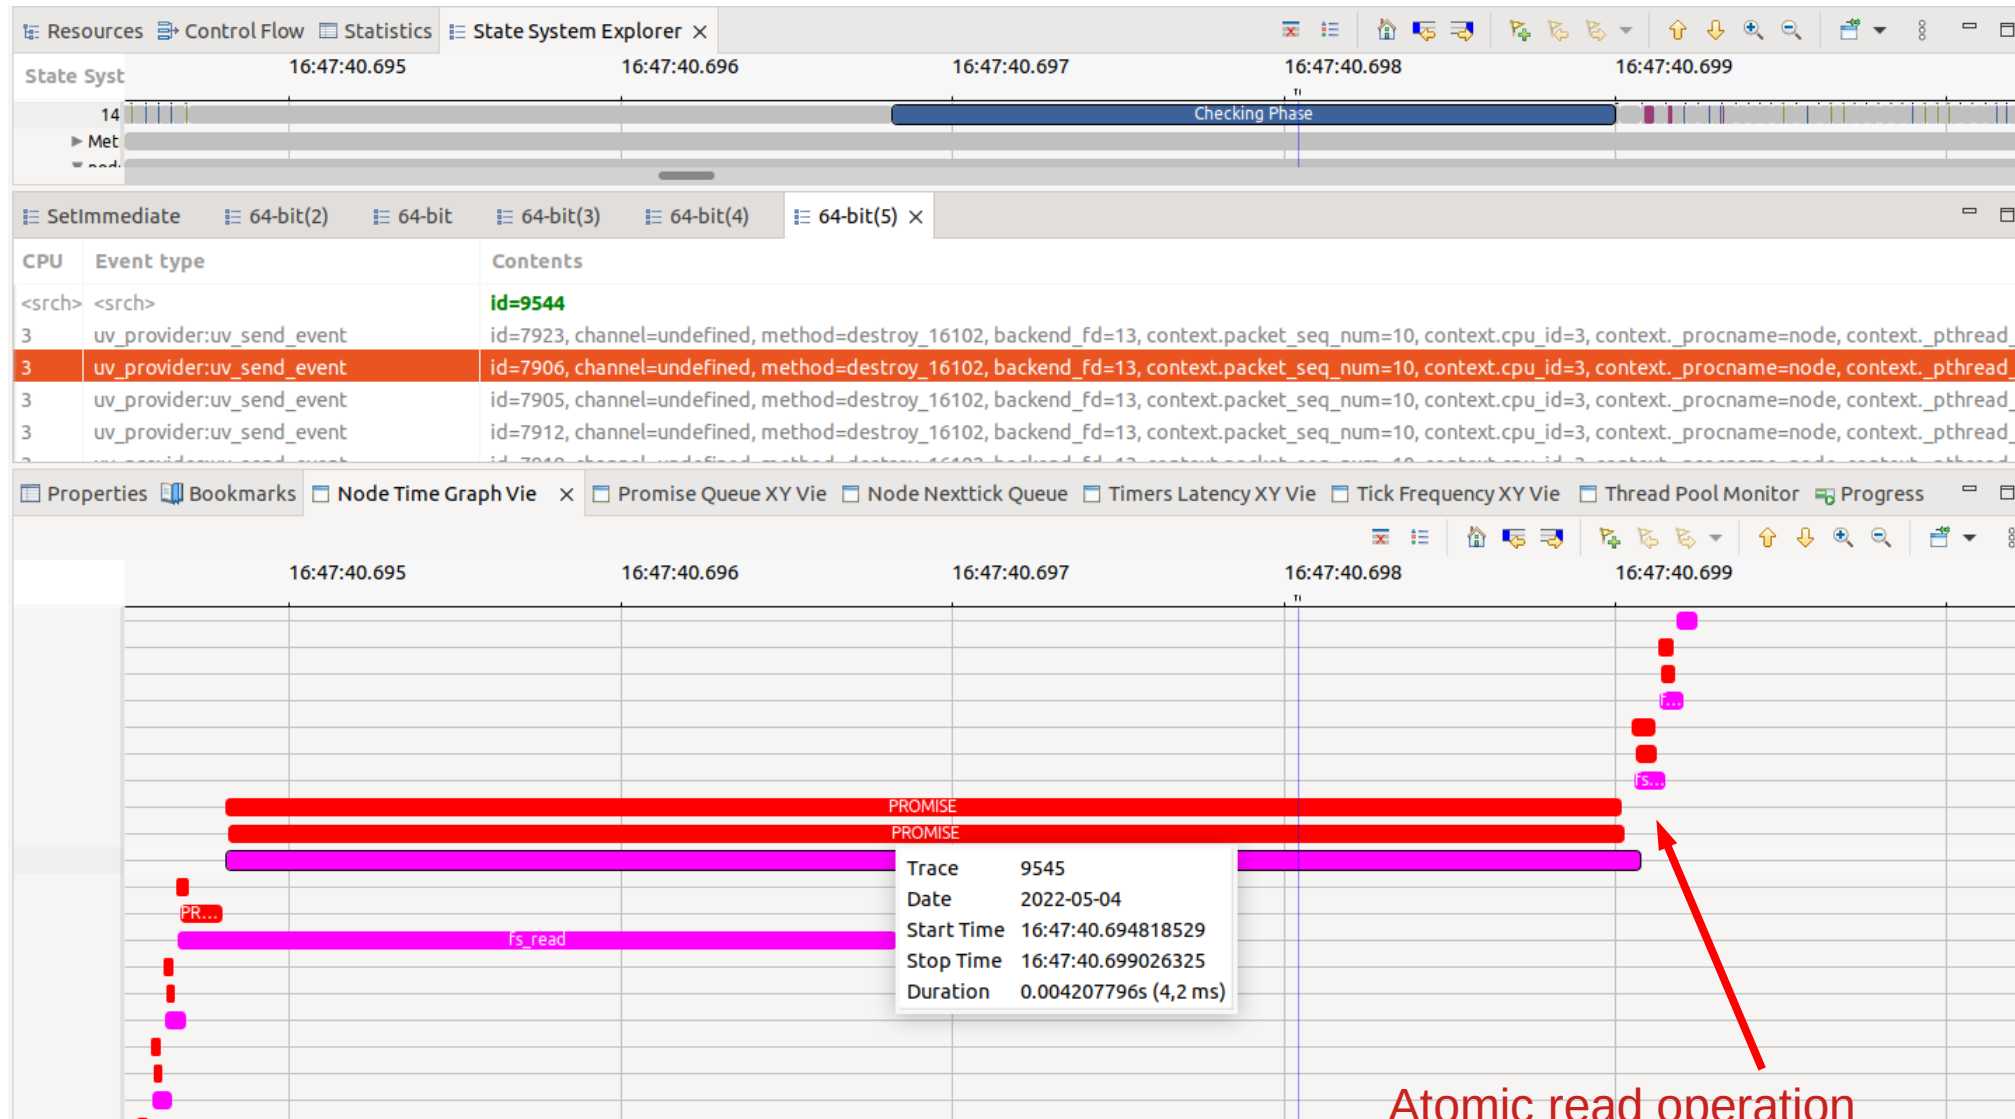 Resources Control Flow Statistics State System Explorer
State Syst 16:47:40.695 16:47:40.696 16:47:40.697 16:47:40.698 16:47:40.699
14 Checking Phase
Met
SetImmediate 64-bit(2) 64-bit 64-bit(3) 64-bit(4) 64-bit(5)
CPU Event type Contents
<srch> <srch> id=9544
3 uv_provider:uv_send_event id=7923, channel=undefined, method=destroy_16102, backend_fd=13, context.packet_seq_num=10, context.cpu_id=3, context._procname=node, context._pthread_
3 uv_provider:uv_send_event id=7906, channel=undefined, method=destroy_16102, backend_fd=13, context.packet_seq_num=10, context.cpu_id=3, context._procname=node, context._pthread_
3 uv_provider:uv_send_event id=7905, channel=undefined, method=destroy_16102, backend_fd=13, context.packet_seq_num=10, context.cpu_id=3, context._procname=node, context._pthread_
3 uv_provider:uv_send_event id=7912, channel=undefined, method=destroy_16102, backend_fd=13, context.packet_seq_num=10, context.cpu_id=3, context._procname=node, context._pthread_
Properties Bookmarks Node Time Graph Vie Promise Queue XY Vie Node Nexttick Queue Timers Latency XY Vie Tick Frequency XY Vie Thread Pool Monitor Progress
16:47:40.695 16:47:40.696 16:47:40.697 16:47:40.698 16:47:40.699
f...
fs...
PROMISE
PROMISE
Trace 9545
Date 2022-05-04
PR...
Start Time 16:47:40.694818529
fs_read
Stop Time 16:47:40.699026325
Duration 0.004207796s (4,2 ms)
Atomic read operation